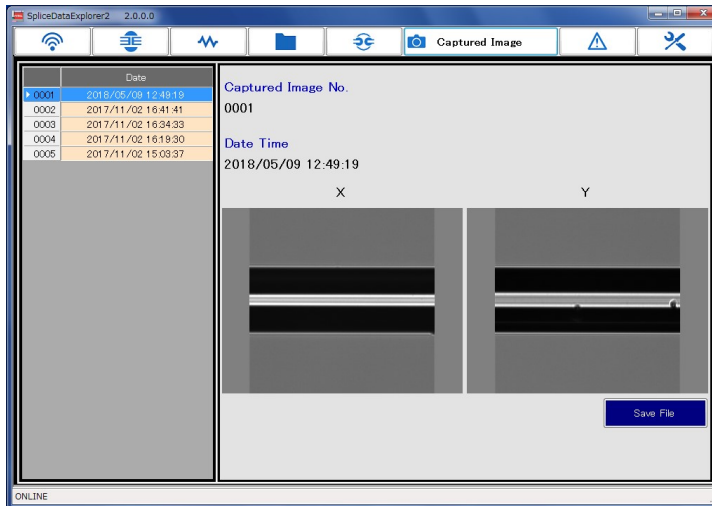 SpliceDataExplorer2 2.0.0.0
Captured Image
Date
0001 2018/05/09 12:49:19
0002 2017/11/02 16:41:41
0003 2017/11/02 16:34:33
0004 2017/11/02 16:19:30
0005 2017/11/02 15:03:37
Captured Image No.
0001
Date Time
2018/05/09 12:49:19
X Y
Save File
ONLINE